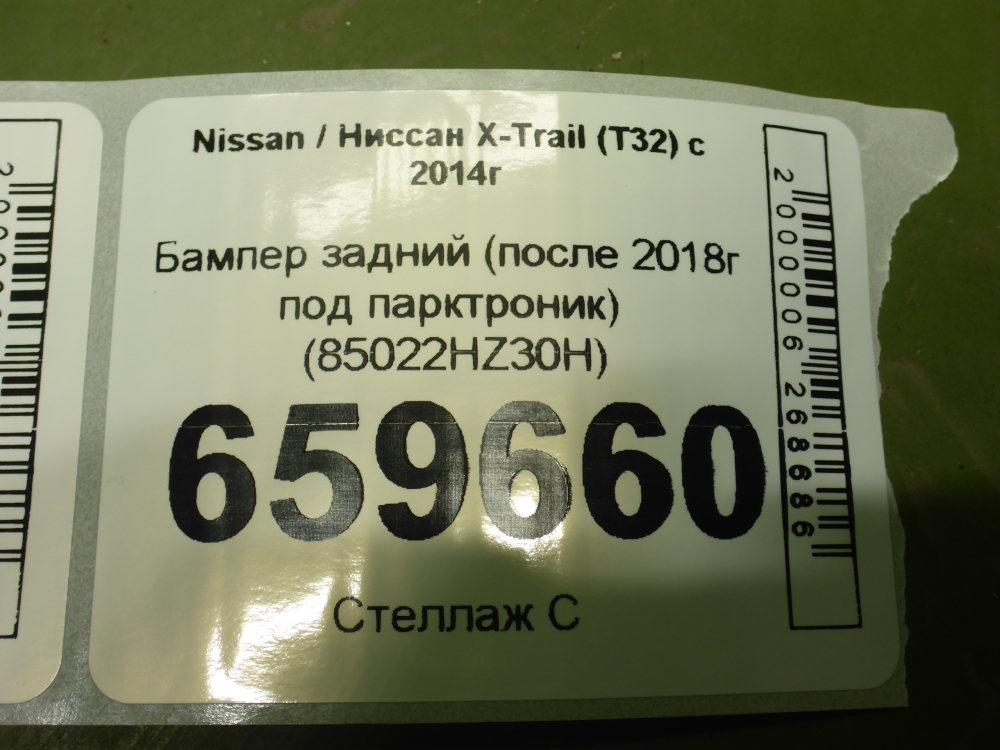 Nissan / Ниссан X-Trail (T32) с
2014г
Бампер задний (после 2018г
под парктроник)
(85022HZ30H)
659660
Стеллаж С
2000006268686